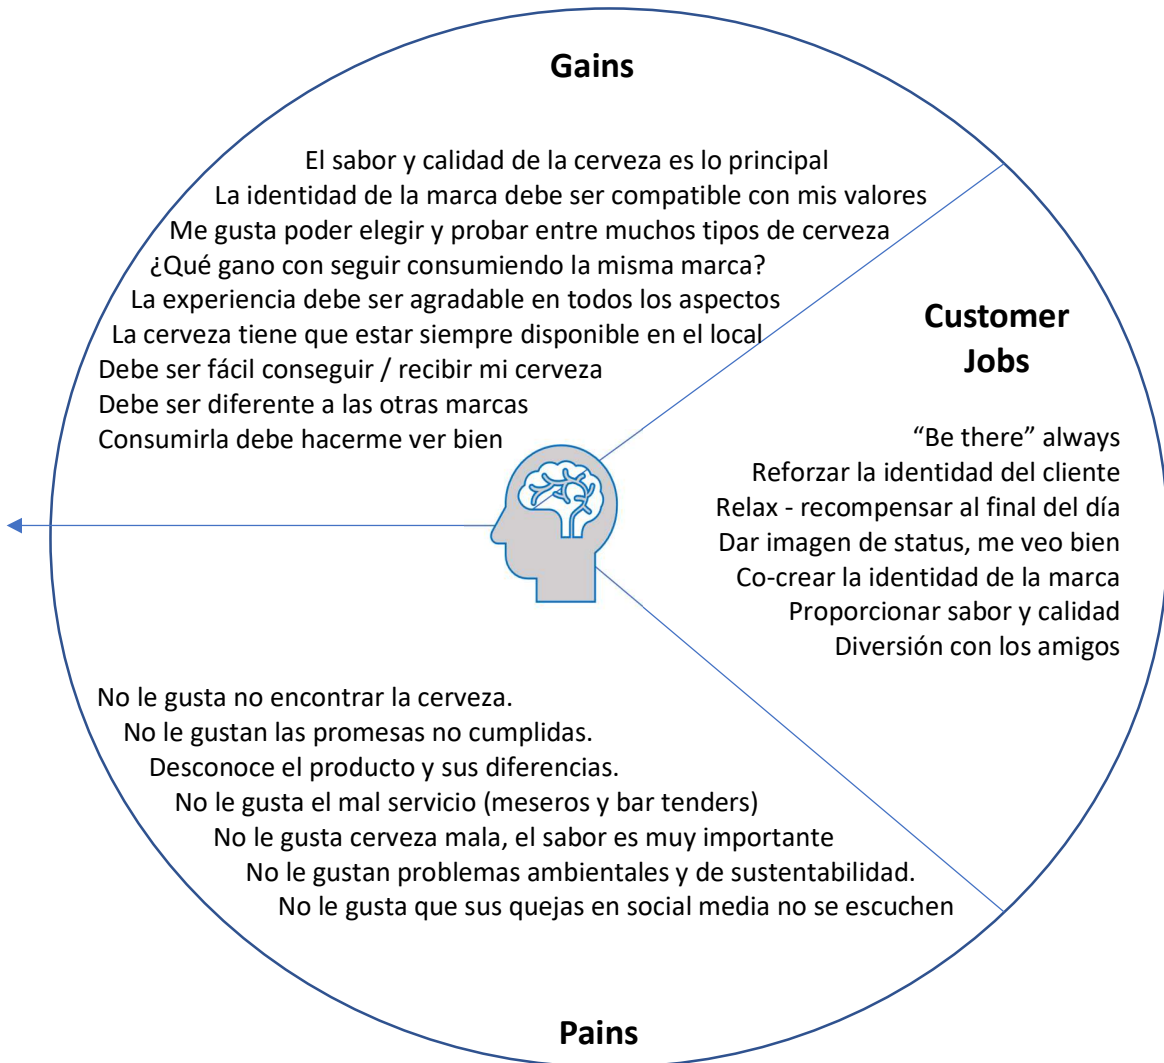 Gains
El sabor y calidad de la cerveza es lo principal
La identidad de la marca debe ser compatible con mis valores
Me gusta poder elegir y probar entre muchos tipos de cerveza
¿Qué gano con seguir consumiendo la misma marca?
La experiencia debe ser agradable en todos los aspectos
La cerveza tiene que estar siempre disponible en el local
Debe ser fácil conseguir / recibir mi cerveza
Debe ser diferente a las otras marcas
Consumirla debe hacerme ver bien
Customer
Jobs
“Be there” always
Reforzar la identidad del cliente
Relax - recompensar al final del día
Dar imagen de status, me veo bien
Co-crear la identidad de la marca
Proporcionar sabor y calidad
Diversión con los amigos
No le gusta no encontrar la cerveza.
No le gustan las promesas no cumplidas.
Desconoce el producto y sus diferencias.
No le gusta el mal servicio (meseros y bar tenders)
No le gusta cerveza mala, el sabor es muy importante
No le gustan problemas ambientales y de sustentabilidad.
No le gusta que sus quejas en social media no se escuchen
Pains